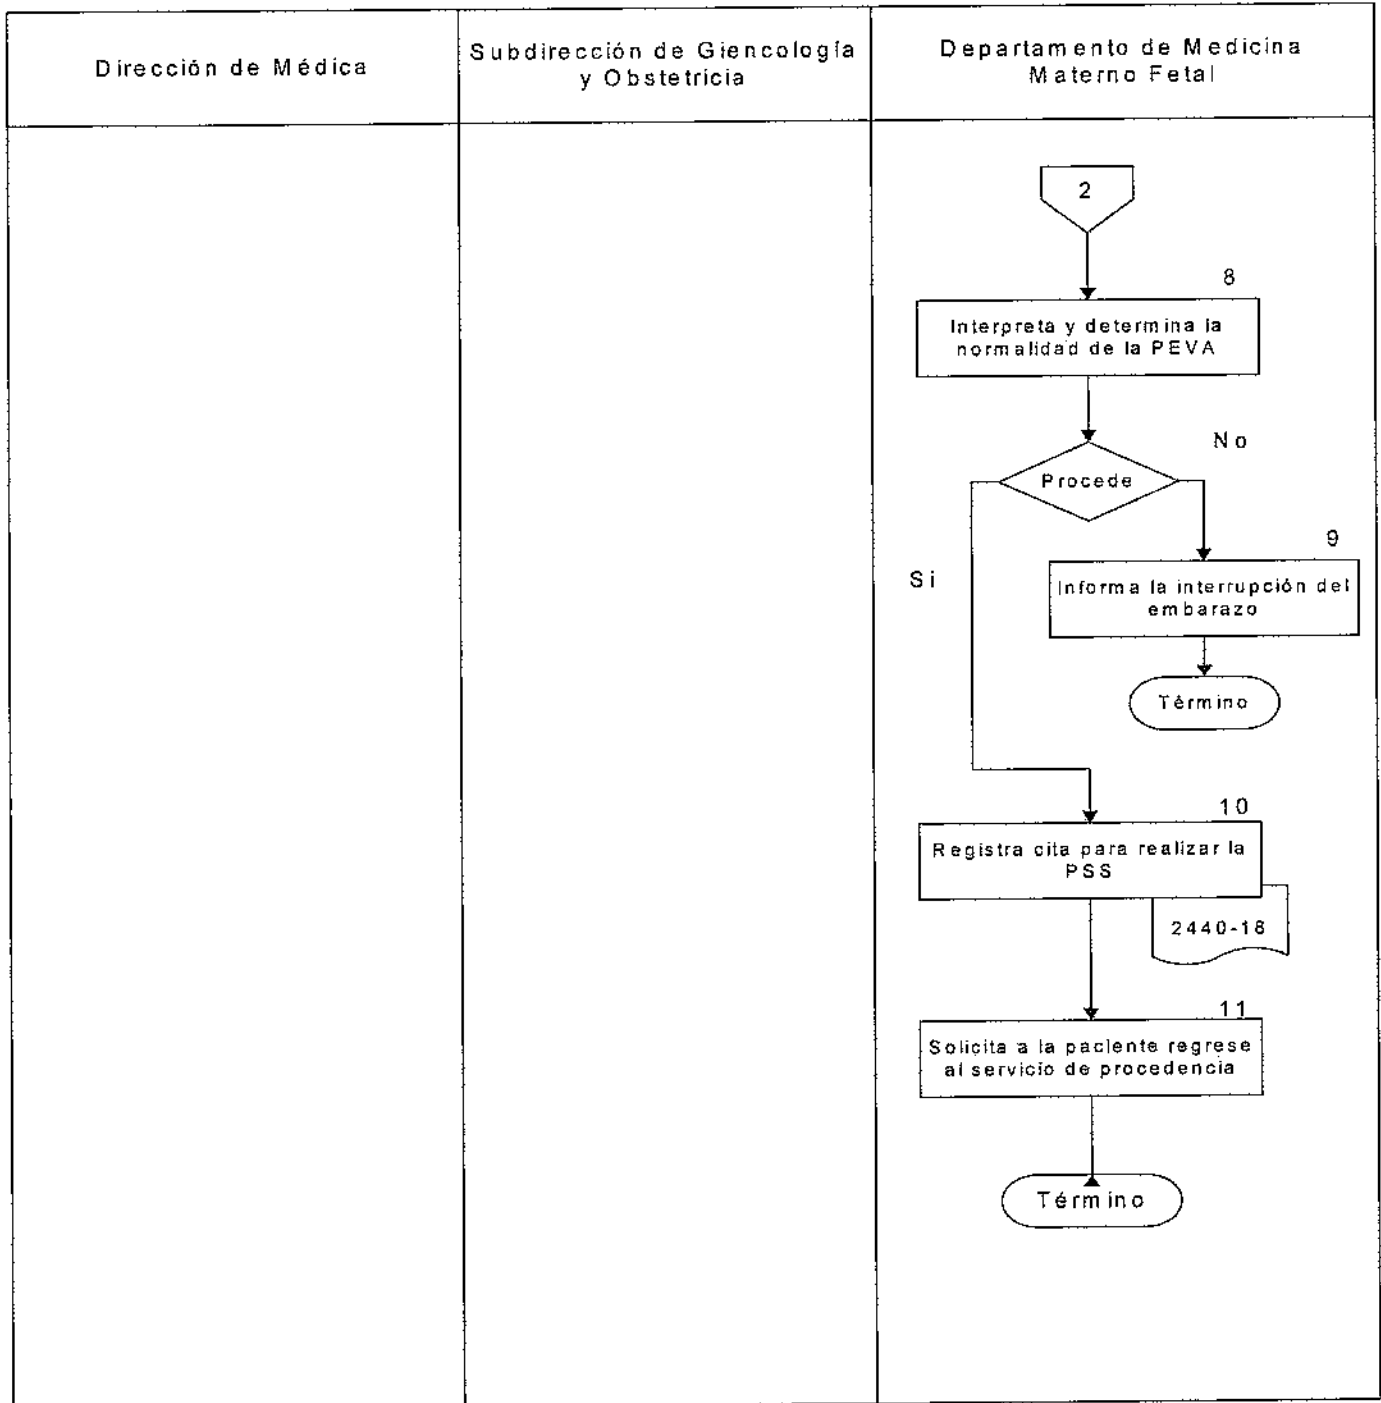 Dirección de Médica
Subdirección de Giencología
y Obstetricia
Departamento de Medicina
Materno Fetal
2
8
Interpreta y determina la
normalidad de la PEVA
No
Procede
9
Si
Informa la interrupción del
embarazo
Término
10
Registra cita para realizar la
PSS
2440-18
11
Solicita a la paciente regrese
al servicio de procedencia
Término